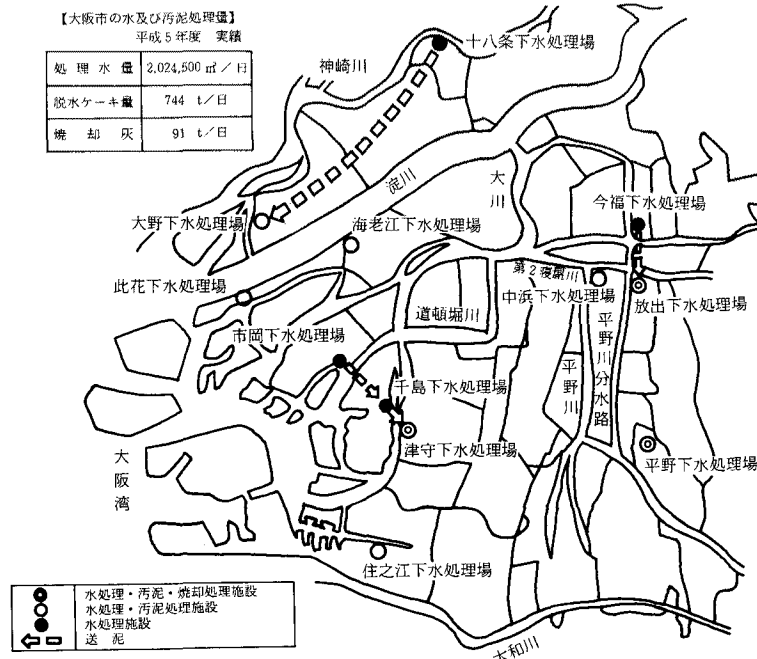 【大阪市の水及び汚泥処理量】
平成5年度 実績
処理水量 2,024,500㎥/日
脱水ケーキ量 744 t/日
焼却灰 91 t/日
十八条下水処理場
神崎川
淀川
大川
今福下水処理場
大野下水処理場
海老江下水処理場
第2寝屋川
此花下水処理場
中浜下水処理場
放出下水処理場
道頓堀川
市岡下水処理場
平野川分水路
平野川
千島下水処理場
津守下水処理場
平野下水処理場
大阪湾
住之江下水処理場
大和川
水処理・汚泥・焼却処理施設
水処理・汚泥処理施設
水処理施設
送泥